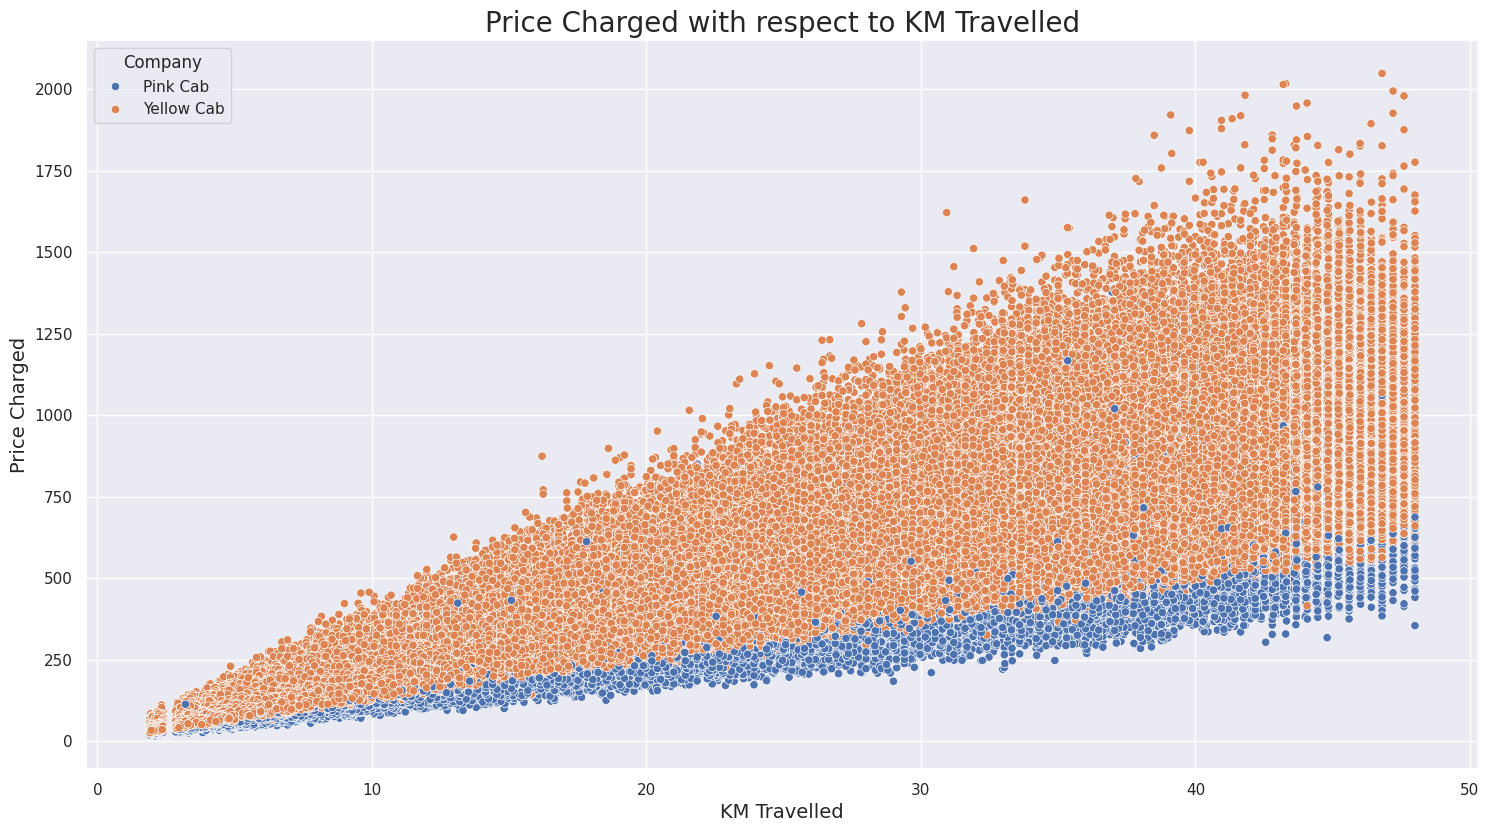 Price Charged with respect to KM Travelled
Company
Pink Cab
Yellow Cab
2000
1750
1500
1250
1000
750
500
250
0
Price Charged
0 10 20 30 40 50
KM Travelled